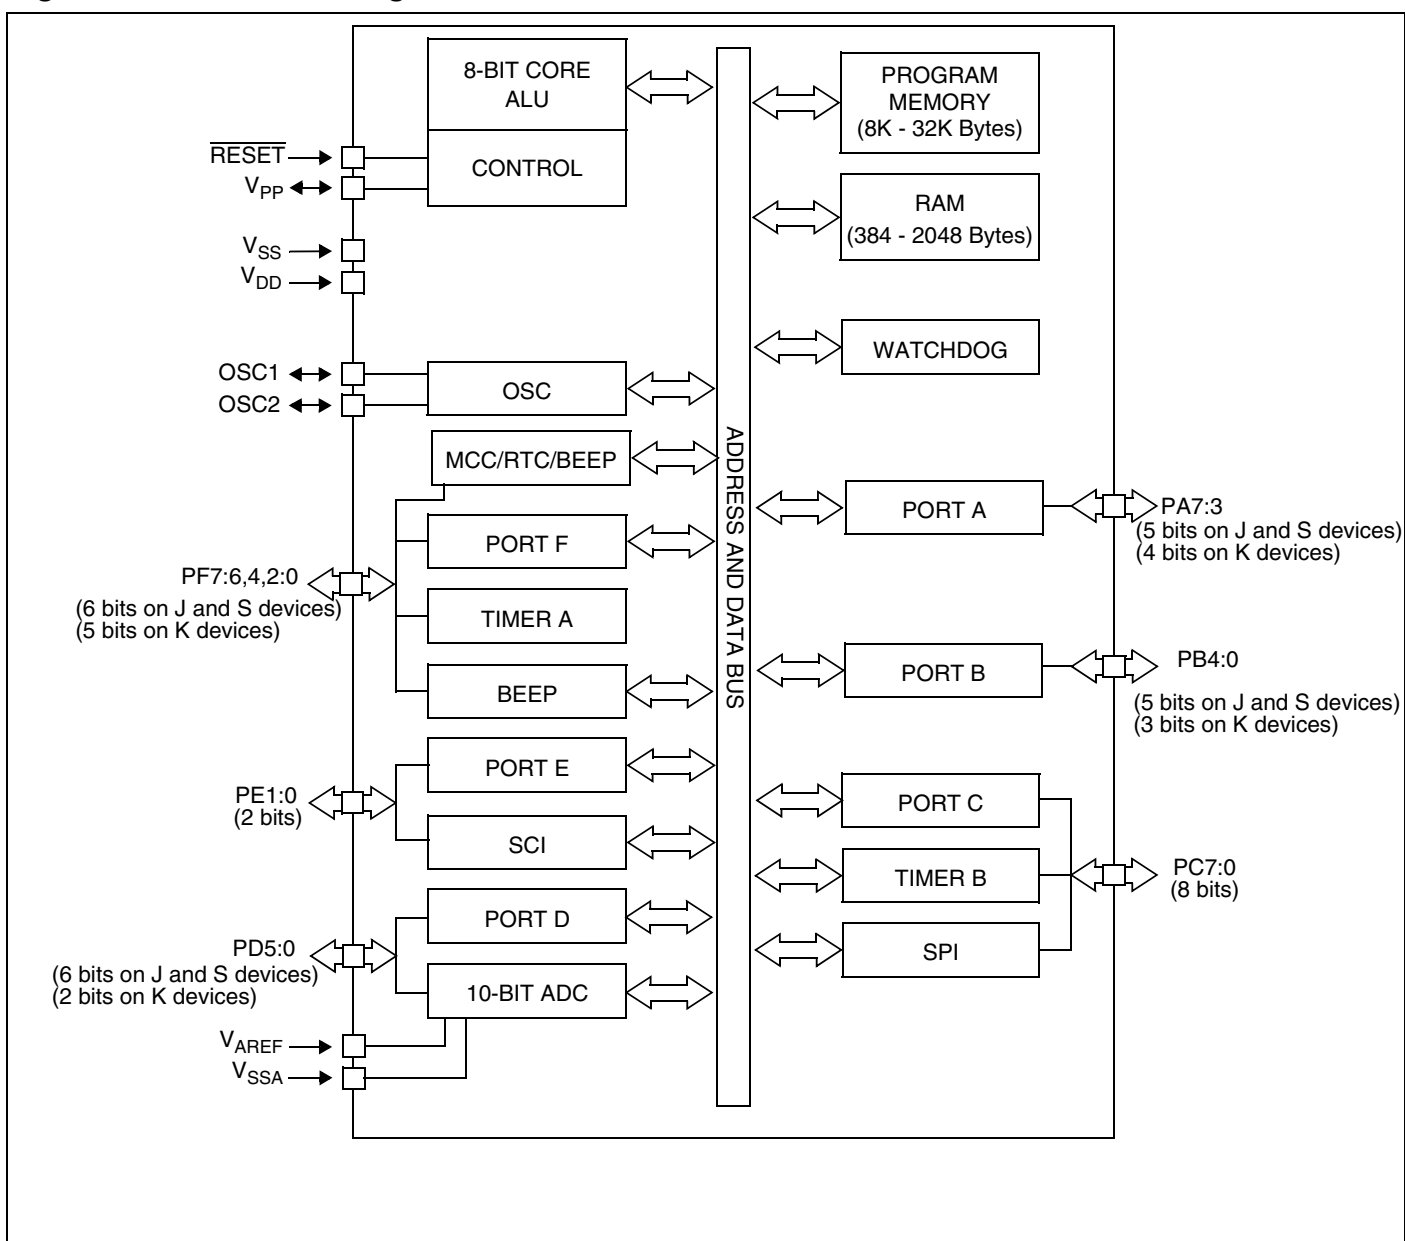 8-BIT CORE
ALU
CONTROL
RESET
VPP
VSS
VDD
OSC1
OSC2
OSC
MCC/RTC/BEEP
PORT F
TIMER A
BEEP
PF7:6,4,2:0
(6 bits on J and S devices)
(5 bits on K devices)
PORT E
SCI
PE1:0
(2 bits)
PORT D
10-BIT ADC
PD5:0
(6 bits on J and S devices)
(2 bits on K devices)
VAREF
VSSA
ADDRESS AND DATA BUS
PROGRAM
MEMORY
(8K - 32K Bytes)
RAM
(384 - 2048 Bytes)
WATCHDOG
PORT A
PA7:3
(5 bits on J and S devices)
(4 bits on K devices)
PORT B
PB4:0
(5 bits on J and S devices)
(3 bits on K devices)
PORT C
TIMER B
SPI
PC7:0
(8 bits)